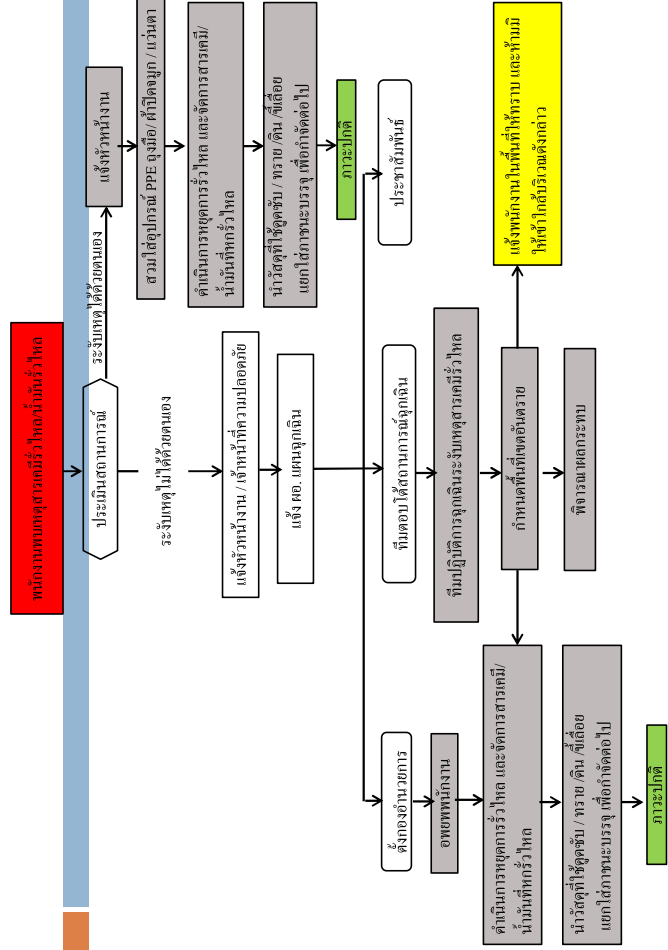 พนักงานพบเหตุสารเคมีรั่วไหล/น้ำมันรั่วไหล
ประเมินสถานการณ์
ระงับเหตุได้ด้วยตนเอง
แจ้งหัวหน้างาน
สวมใส่อุปกรณ์ PPE ถุงมือ/ ผ้าปิดจมูก / แว่นตา
ดำเนินการหยุดการรั่วไหล และจัดการสารเคมี/
น้ำมันที่หกรั่วไหล
นำวัสดุที่ใช้ดูดซับ / ทราย /ดิน /ขี้เลื่อย
แยกใส่ภาชนะบรรจุ เพื่อกำจัดต่อไป
ภาวะปกติ
ระงับเหตุไม่ได้ด้วยตนเอง
แจ้งหัวหน้างาน / เจ้าหน้าที่ความปลอดภัย
แจ้ง ผอ. แผนฉุกเฉิน
ประชาสัมพันธ์
ทีมตอบโต้สถานการณ์ฉุกเฉิน
ทีมปฏิบัติการฉุกเฉินระงับเหตุสารเคมีรั่วไหล
กำหนดพื้นที่เขตอันตราย
พิจารณาผลกระทบ
แจ้งพนักงานในพื้นที่ให้ทราบ และห้ามมิ
ให้เข้าใกล้บริเวณดังกล่าว
ตั้งกองอำนวยการ
อพยพพนักงาน
ดำเนินการหยุดการรั่วไหล และจัดการสารเคมี/
น้ำมันที่หกรั่วไหล
นำวัสดุที่ใช้ดูดซับ / ทราย /ดิน /ขี้เลื่อย
แยกใส่ภาชนะบรรจุ เพื่อกำจัดต่อไป
ภาวะปกติ